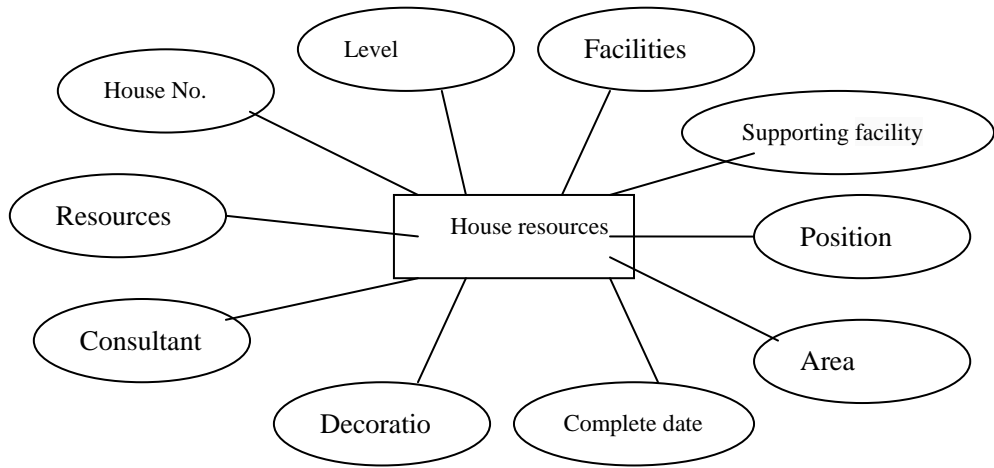 Level
Facilities
House No.
Supporting facility
Resources
House resources
Position
Consultant
Area
Decoratio
Complete date